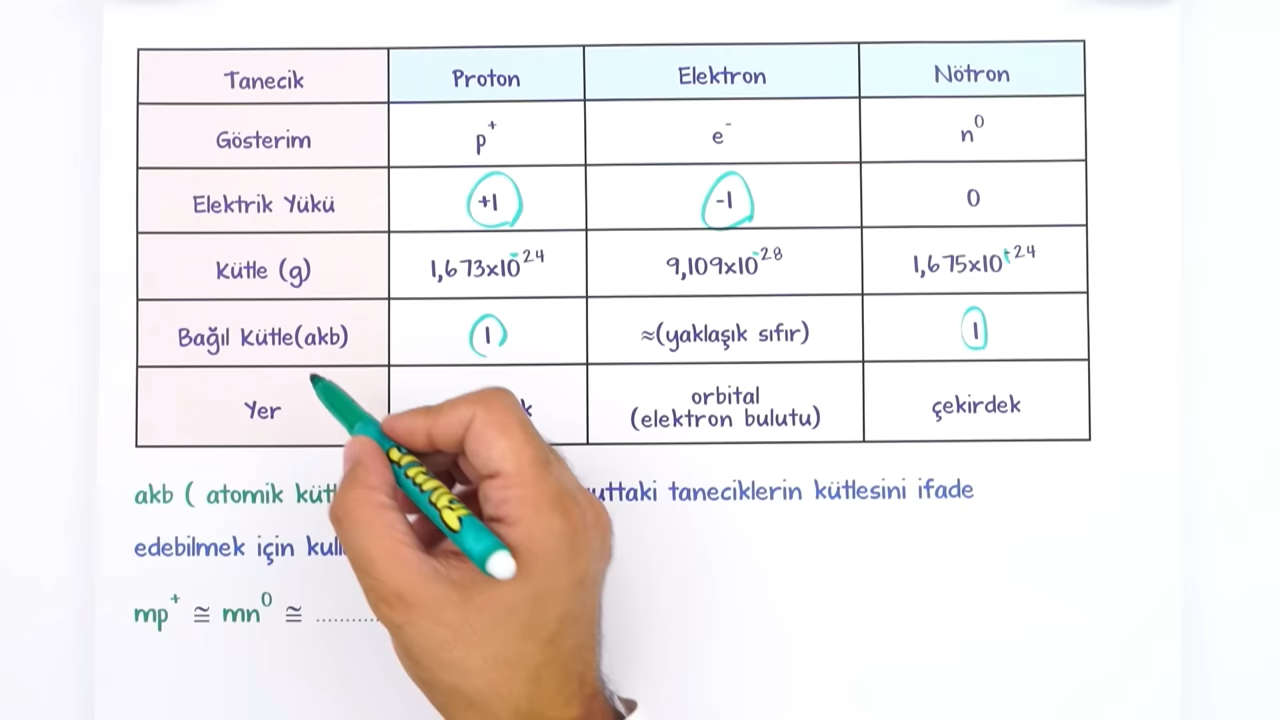 Tanecik Proton Elektron Nötron
Gösterim p⁺ e⁻ n⁰
Elektrik Yükü +1 -1 0
Kütle (g) 1,673x10⁻²⁴ 9,109x10⁻²⁸ 1,675x10⁺²⁴
Bağıl Kütle(akb) 1 ≈(yaklaşık sıfır) 1
Yer orbital (elektron bulutu) çekirdek
akb ( atomik taneciklerin kütlesini ifade
edebilmek için
mp⁺ ≅ mn⁰ ≅ ..........